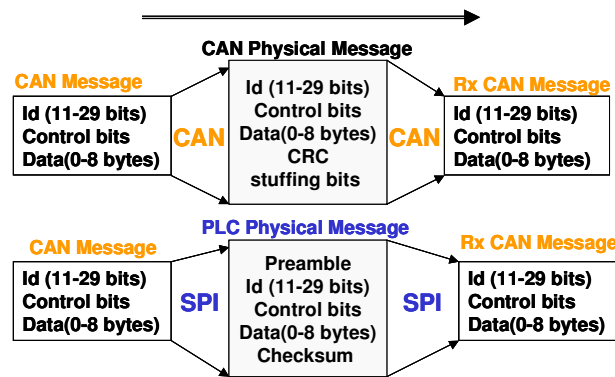 CAN Physical Message
CAN Message
Id (11-29 bits)
Control bits
Data(0-8 bytes)
CAN
Id (11-29 bits)
Control bits
Data(0-8 bytes)
CRC
stuffing bits
CAN
Rx CAN Message
Id (11-29 bits)
Control bits
Data(0-8 bytes)
PLC Physical Message
CAN Message
Id (11-29 bits)
Control bits
Data(0-8 bytes)
SPI
Preamble
Id (11-29 bits)
Control bits
Data(0-8 bytes)
Checksum
SPI
Rx CAN Message
Id (11-29 bits)
Control bits
Data(0-8 bytes)